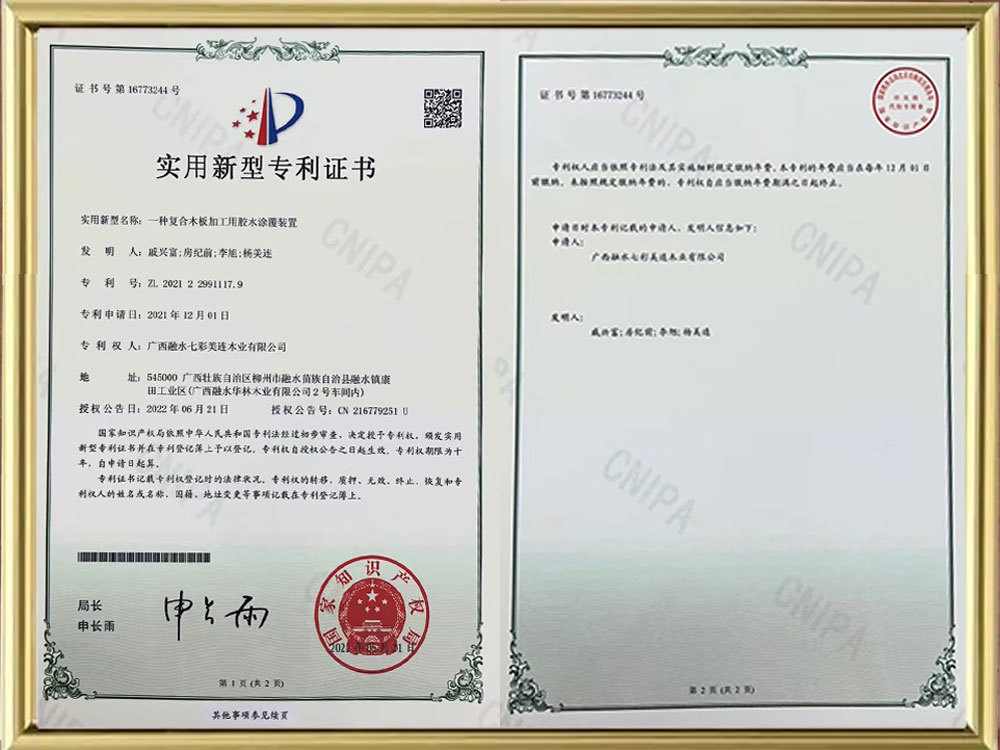 证书号第16773244号
实用新型专利证书
实用新型名称：一种复合木板加工用胶水涂覆装置
发 明 人：戚兴富;房纪前;李旭;杨美连
专 利 号：ZL 2021 2 2991117.9
专利申请日：2021年12月01日
专 利 权 人：广西融水七彩美连木业有限公司
地 址：545000 广西壮族自治区柳州市融水苗族自治县融水镇康
田工业区(广西融水华林木业有限公司2号车间内)
授权公告日：2022年06月21日 授权公告号：CN 216779251 U
国家知识产权局依照中华人民共和国专利法经过初步审查，决定授予专利权，颁发实用
新型专利证书并在专利登记簿上予以登记。专利权自授权公告之日起生效。专利权期限为十
年，自申请日起算。
专利证书记载专利权登记时的法律状况。专利权的转移、质押、无效、终止、恢复和专
利权人的姓名或名称、国籍、地址变更等事项记载在专利登记簿上。
局长
申长雨
申长雨
国家知识产权局
第 1 页 (共 2 页)
其他事项参见续页
证书号第16773244号
专利权人应当依照专利法及其实施细则规定缴纳年费。本专利的年费应当在每年12月01日
前缴纳。未按照规定缴纳年费的，专利权自应当缴纳年费期满之日起终止。
申请日时本专利记载的申请人、发明人信息如下：
申请人：
广西融水七彩美连木业有限公司
发明人：
戚兴富;房纪前;李旭;杨美连
第 2 页 (共 2 页)
CNIPA
CNIPA
CNIPA
CNIPA
CNIPA